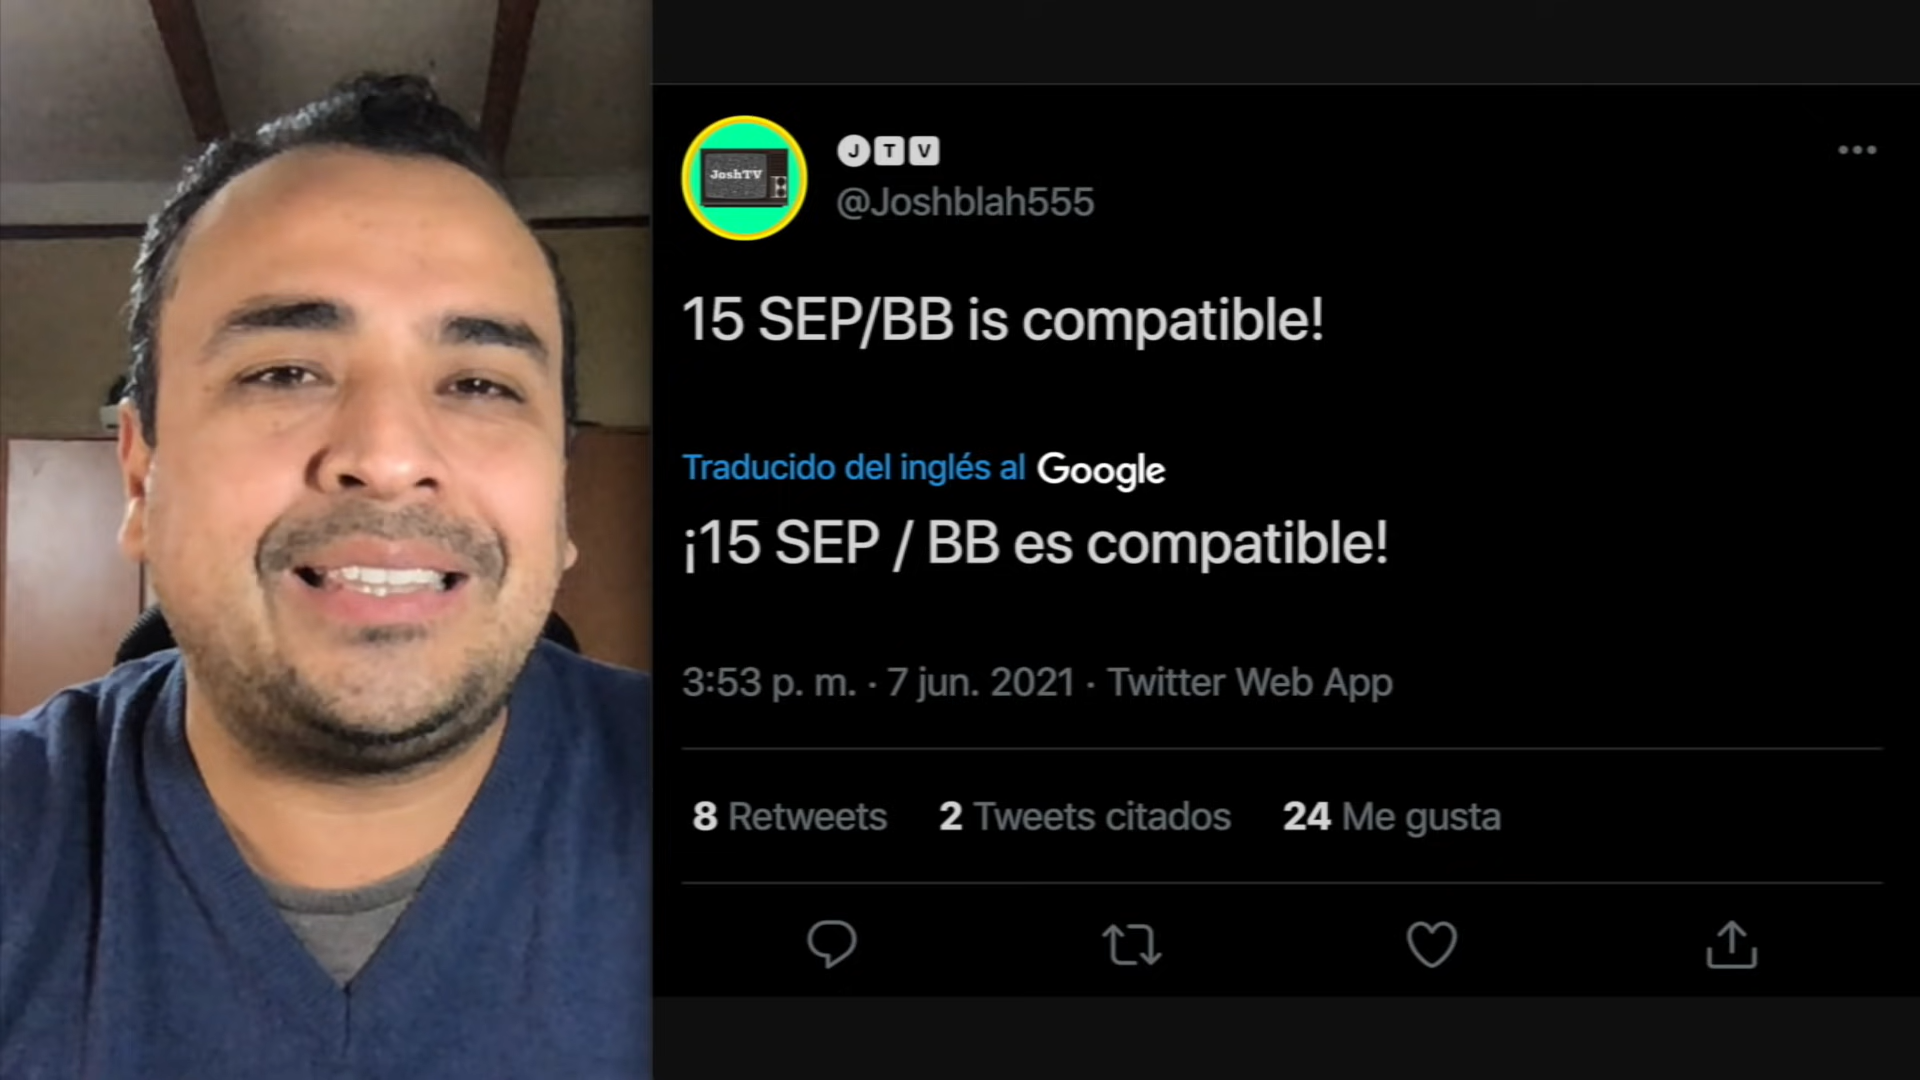 JoshTV
J T V
@Joshblah555
15 SEP/BB is compatible!
Traducido del inglés al Google
¡15 SEP / BB es compatible!
3:53 p. m. · 7 jun. 2021 · Twitter Web App
8 Retweets 2 Tweets citados 24 Me gusta